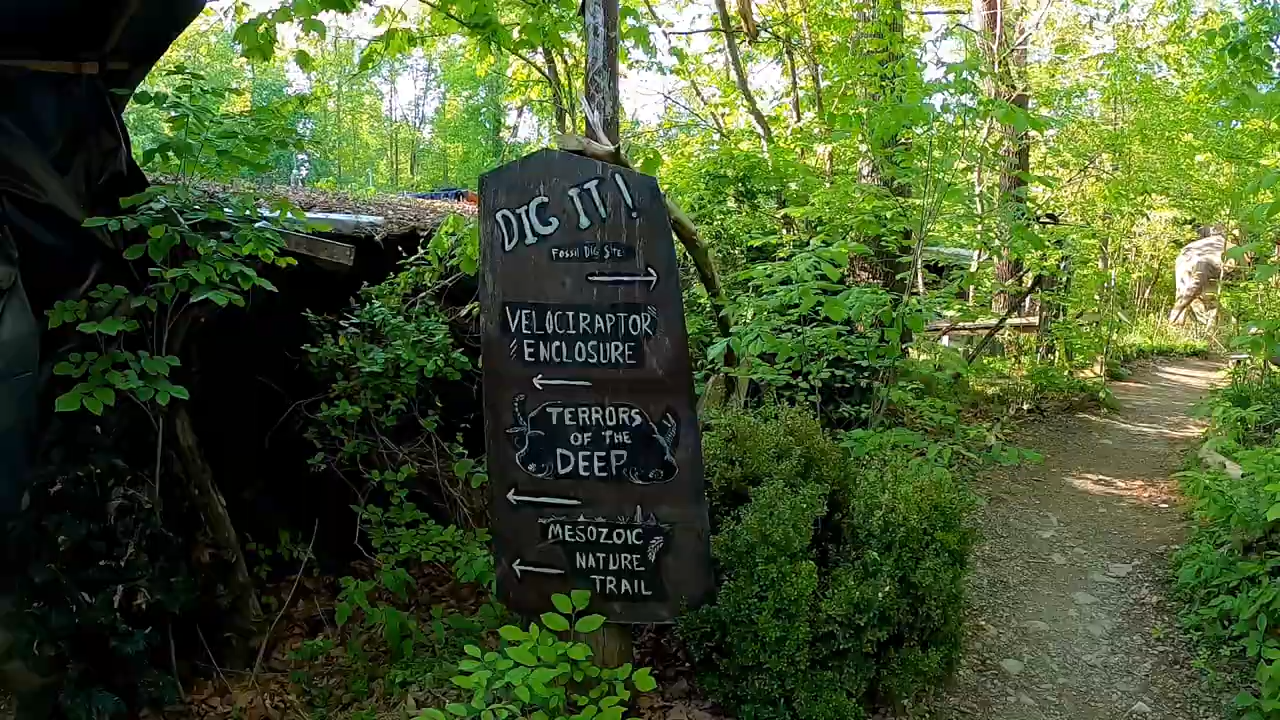 DIG IT!
FOSSIL DIG SITE
VELOCIRAPTOR
ENCLOSURE
TERRORS
OF THE
DEEP
MESOZOIC
NATURE
TRAIL